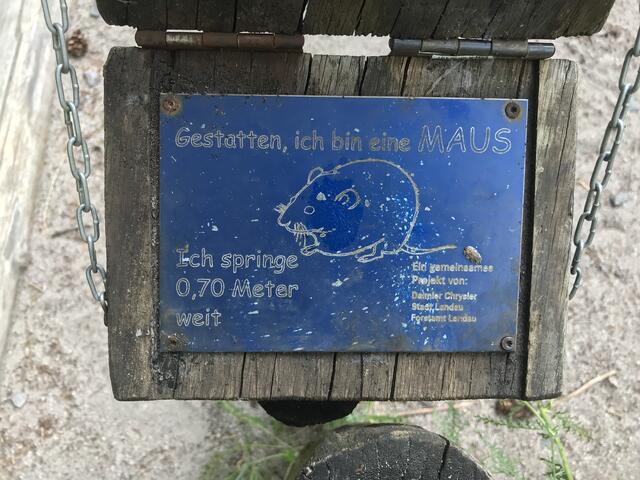 Gestatten, ich bin eine MAUS
Ich springe
0,70 Meter
weit
Ein gemeinsames
Projekt von:
Daimler Chrysler
Stadt Landau
Forstamt Landau